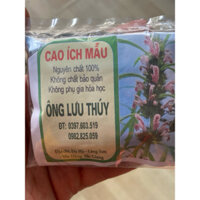 CAO ÍCH MẪU
Nguyên chất 100%
Không chất bảo quản
Không phụ gia hóa học
ÔNG LƯU THỦY
ĐT: 0397.603.519
0982.825.059